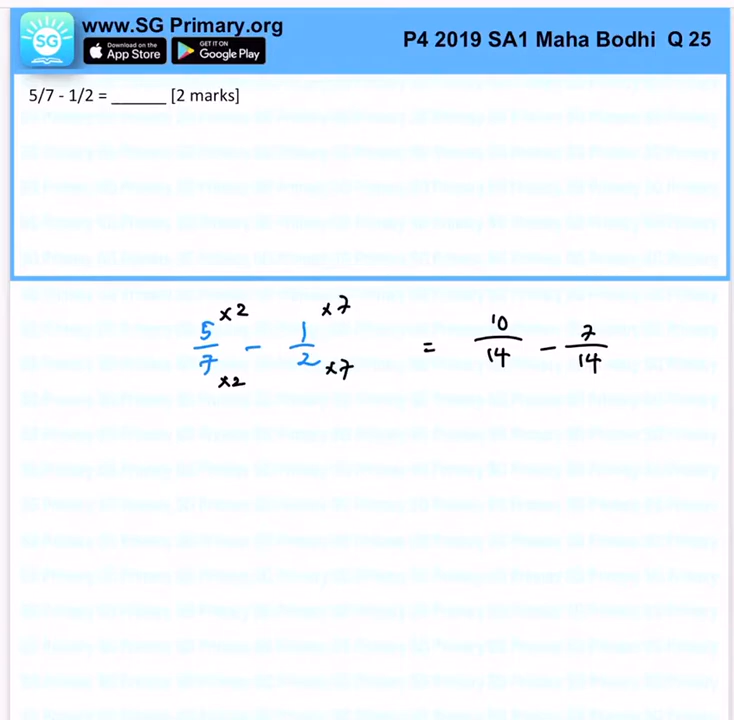 www.SG Primary.org
SG
Download on the App Store
GET IT ON Google Play
P4 2019 SA1 Maha Bodhi Q 25
5/7 - 1/2 = ______ [2 marks]
×2 ×7
5/7 - 1/2 = 10/14 - 7/14
×2 ×7